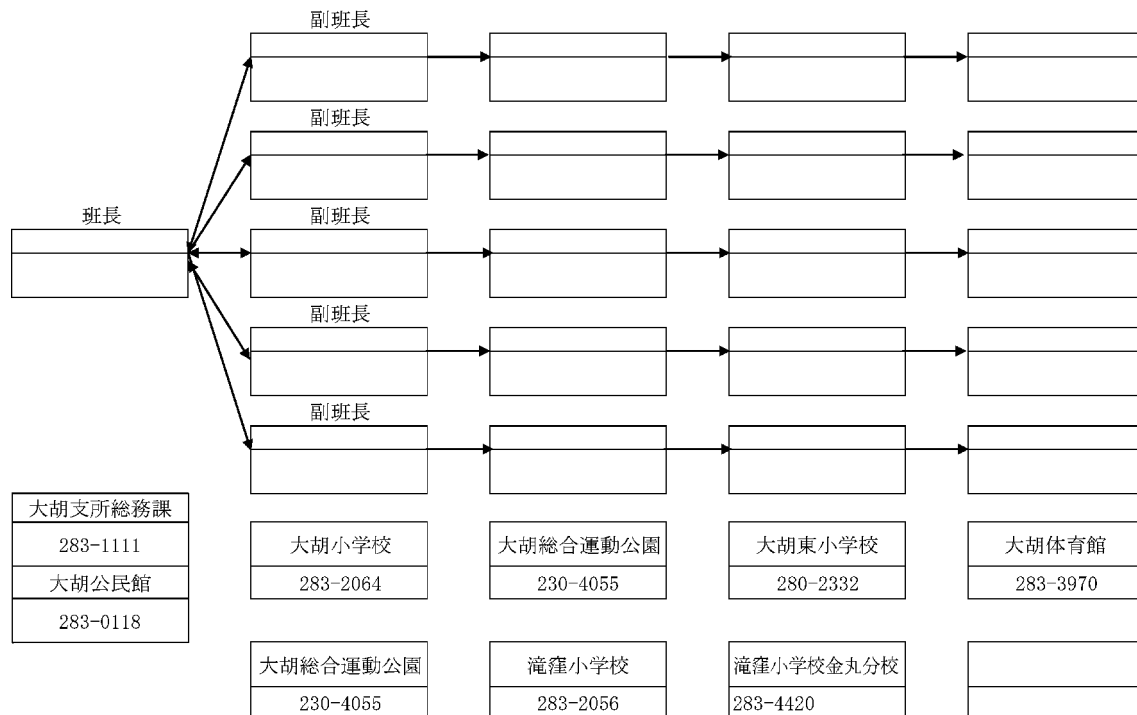 副班長
副班長
班長
副班長
副班長
副班長
大胡支所総務課
283-1111
大胡公民館
283-0118
大胡小学校
283-2064
大胡総合運動公園
230-4055
大胡東小学校
280-2332
大胡体育館
283-3970
大胡総合運動公園
230-4055
滝窪小学校
283-2056
滝窪小学校金丸分校
283-4420